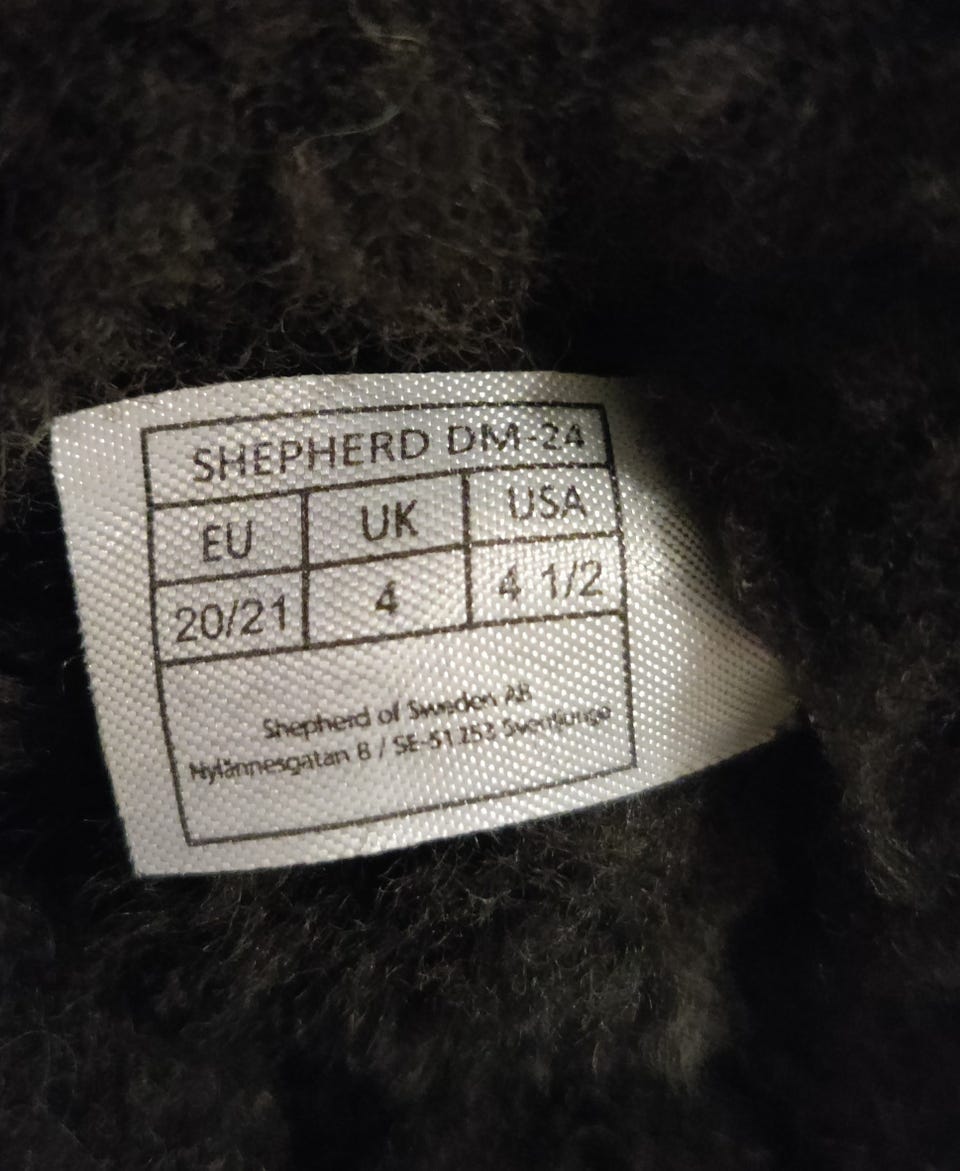 SHEPHERD DM-24
EU UK USA
20/21 4 4 1/2
Shepherd of Sweden AB
Nylännesgatan 8 / SE-51 253 Svenljunga